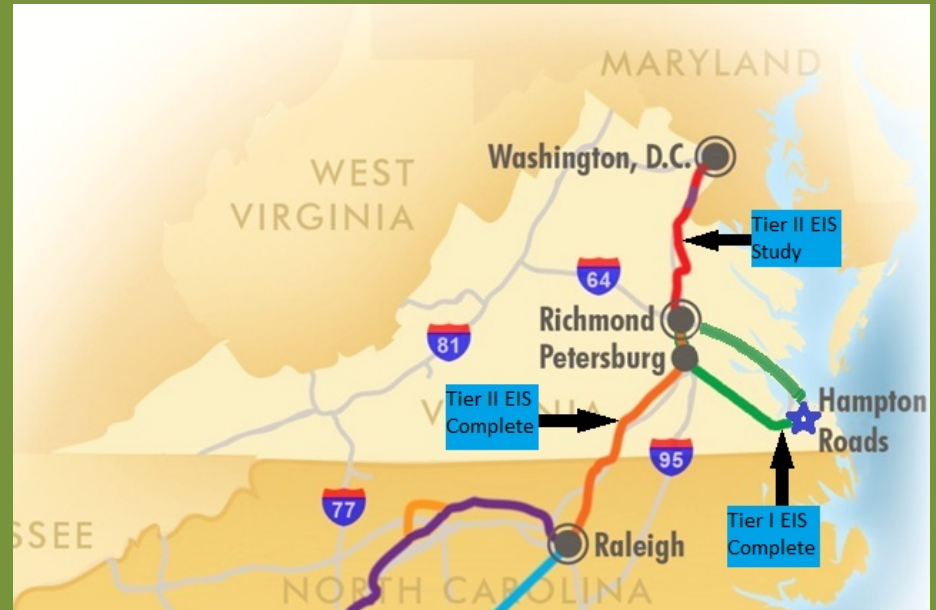 MARYLAND
Washington, D.C.
WEST
VIRGINIA
Tier II EIS
Study
64
Richmond
81
Petersburg
Tier II EIS
Complete
Hampton
Roads
95
77
Tier I EIS
Complete
SSEE
Raleigh
NORTH CAROLINA